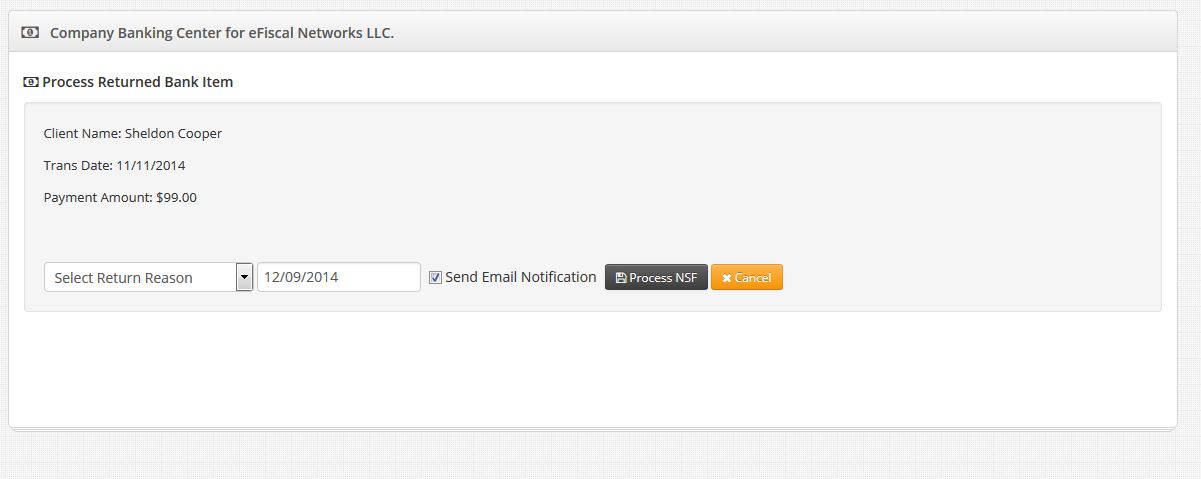 Company Banking Center for eFiscal Networks LLC.
Process Returned Bank Item
Client Name: Sheldon Cooper
Trans Date: 11/11/2014
Payment Amount: $99.00
Select Return Reason 12/09/2014 Send Email Notification Process NSF Cancel